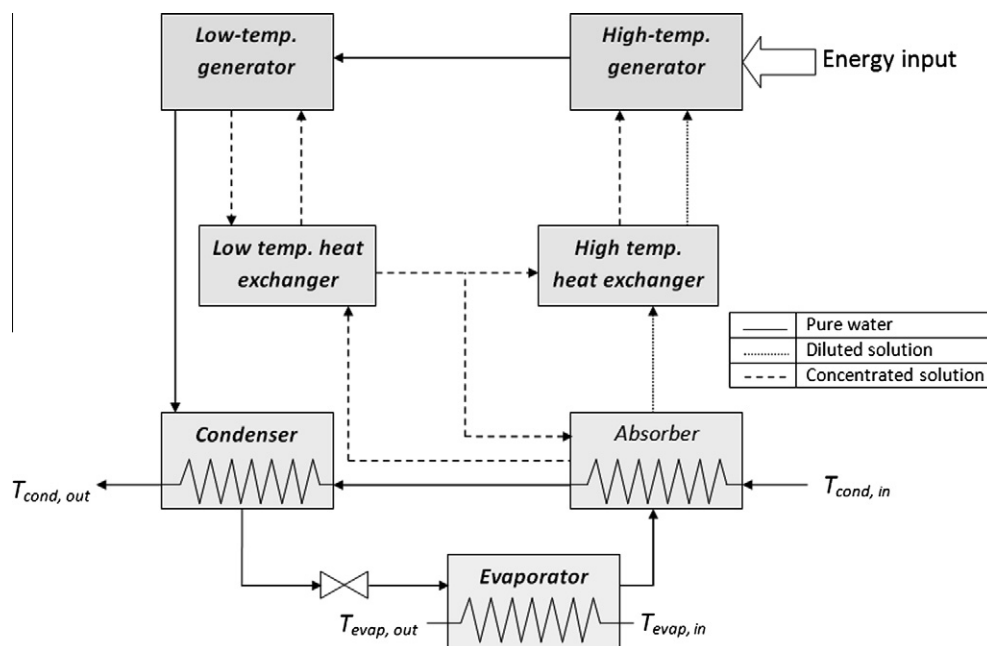 Low-temp.
generator
High-temp.
generator
Energy input
Low temp. heat
exchanger
High temp.
heat exchanger
Pure water
Diluted solution
Concentrated solution
Condenser
Absorber
T_cond, out
T_cond, in
Evaporator
T_evap, out
T_evap, in